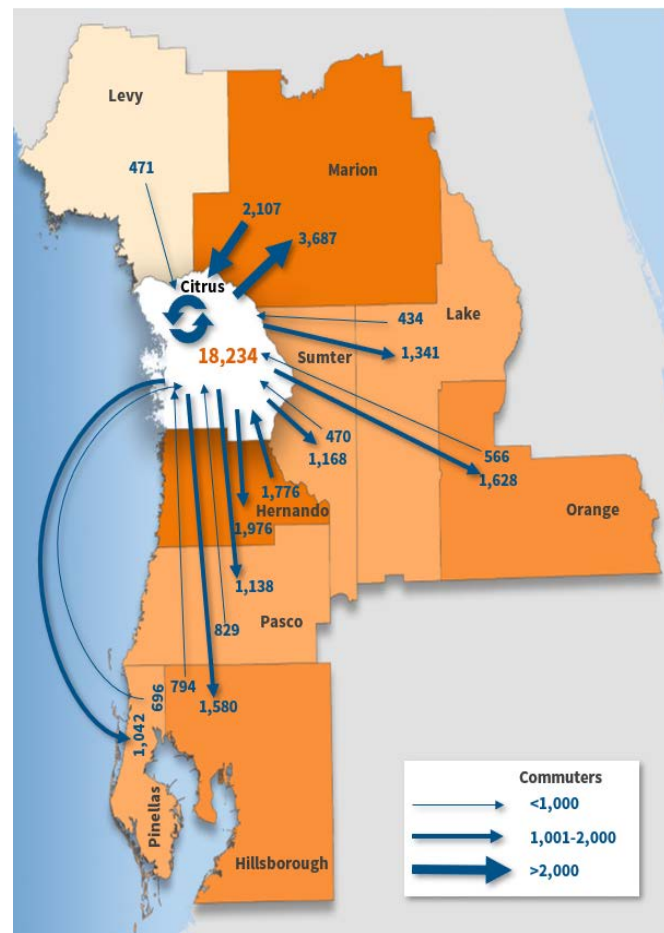 Levy
Marion
471
2,107
3,687
Citrus
434
Lake
18,234
Sumter
1,341
470
566
1,168
1,628
1,776
Hernando
Orange
1,976
1,138
829
Pasco
794
696
1,580
1,042
Pinellas
Hillsborough
Commuters
<1,000
1,001-2,000
>2,000